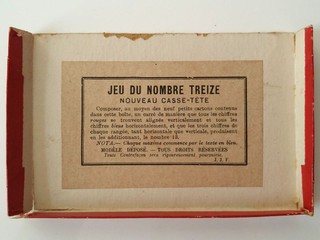 JEU DU NOMBRE TREIZE
NOUVEAU CASSE-TÊTE
Composer, au moyen des neuf petits cartons contenus
dans cette boîte, un carré de manière que tous les chiffres
rouges se trouvent alignés verticalement et tous les
chiffres bleus horizontalement, et que les trois chiffres de
chaque rangée, tant horizontale que verticale, produisent
en les additionnant, le nombre 13.
NOTA.— Chaque notaine commence par le texte en bleu.
MODÈLE DÉPOSÉ. — TOUS DROITS RÉSERVÉS
Toute Contrefaçon sera rigoureusement poursuivie.
J. I. F.